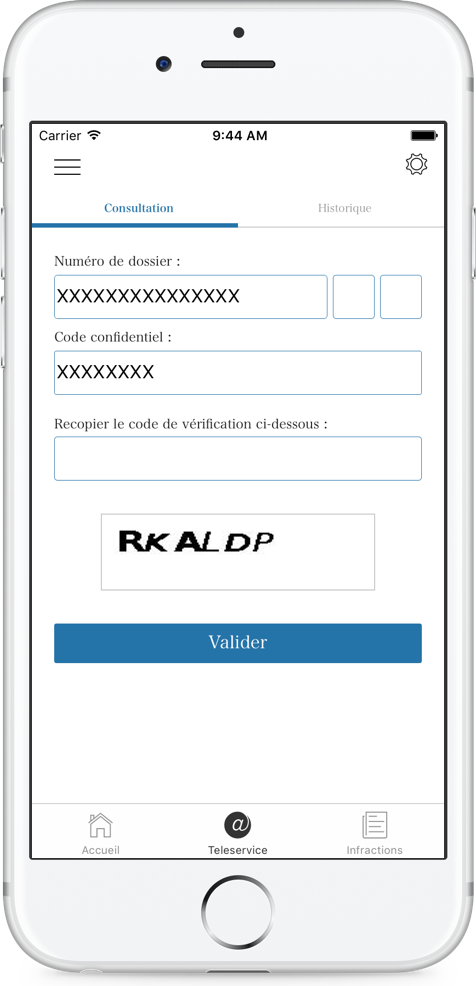 Carrier 9:44 AM
Consultation Historique
Numéro de dossier :
XXXXXXXXXXXXXXX
Code confidentiel :
XXXXXXXX
Recopier le code de vérification ci-dessous :
RKALDP
Valider
@
Accueil Teleservice Infractions